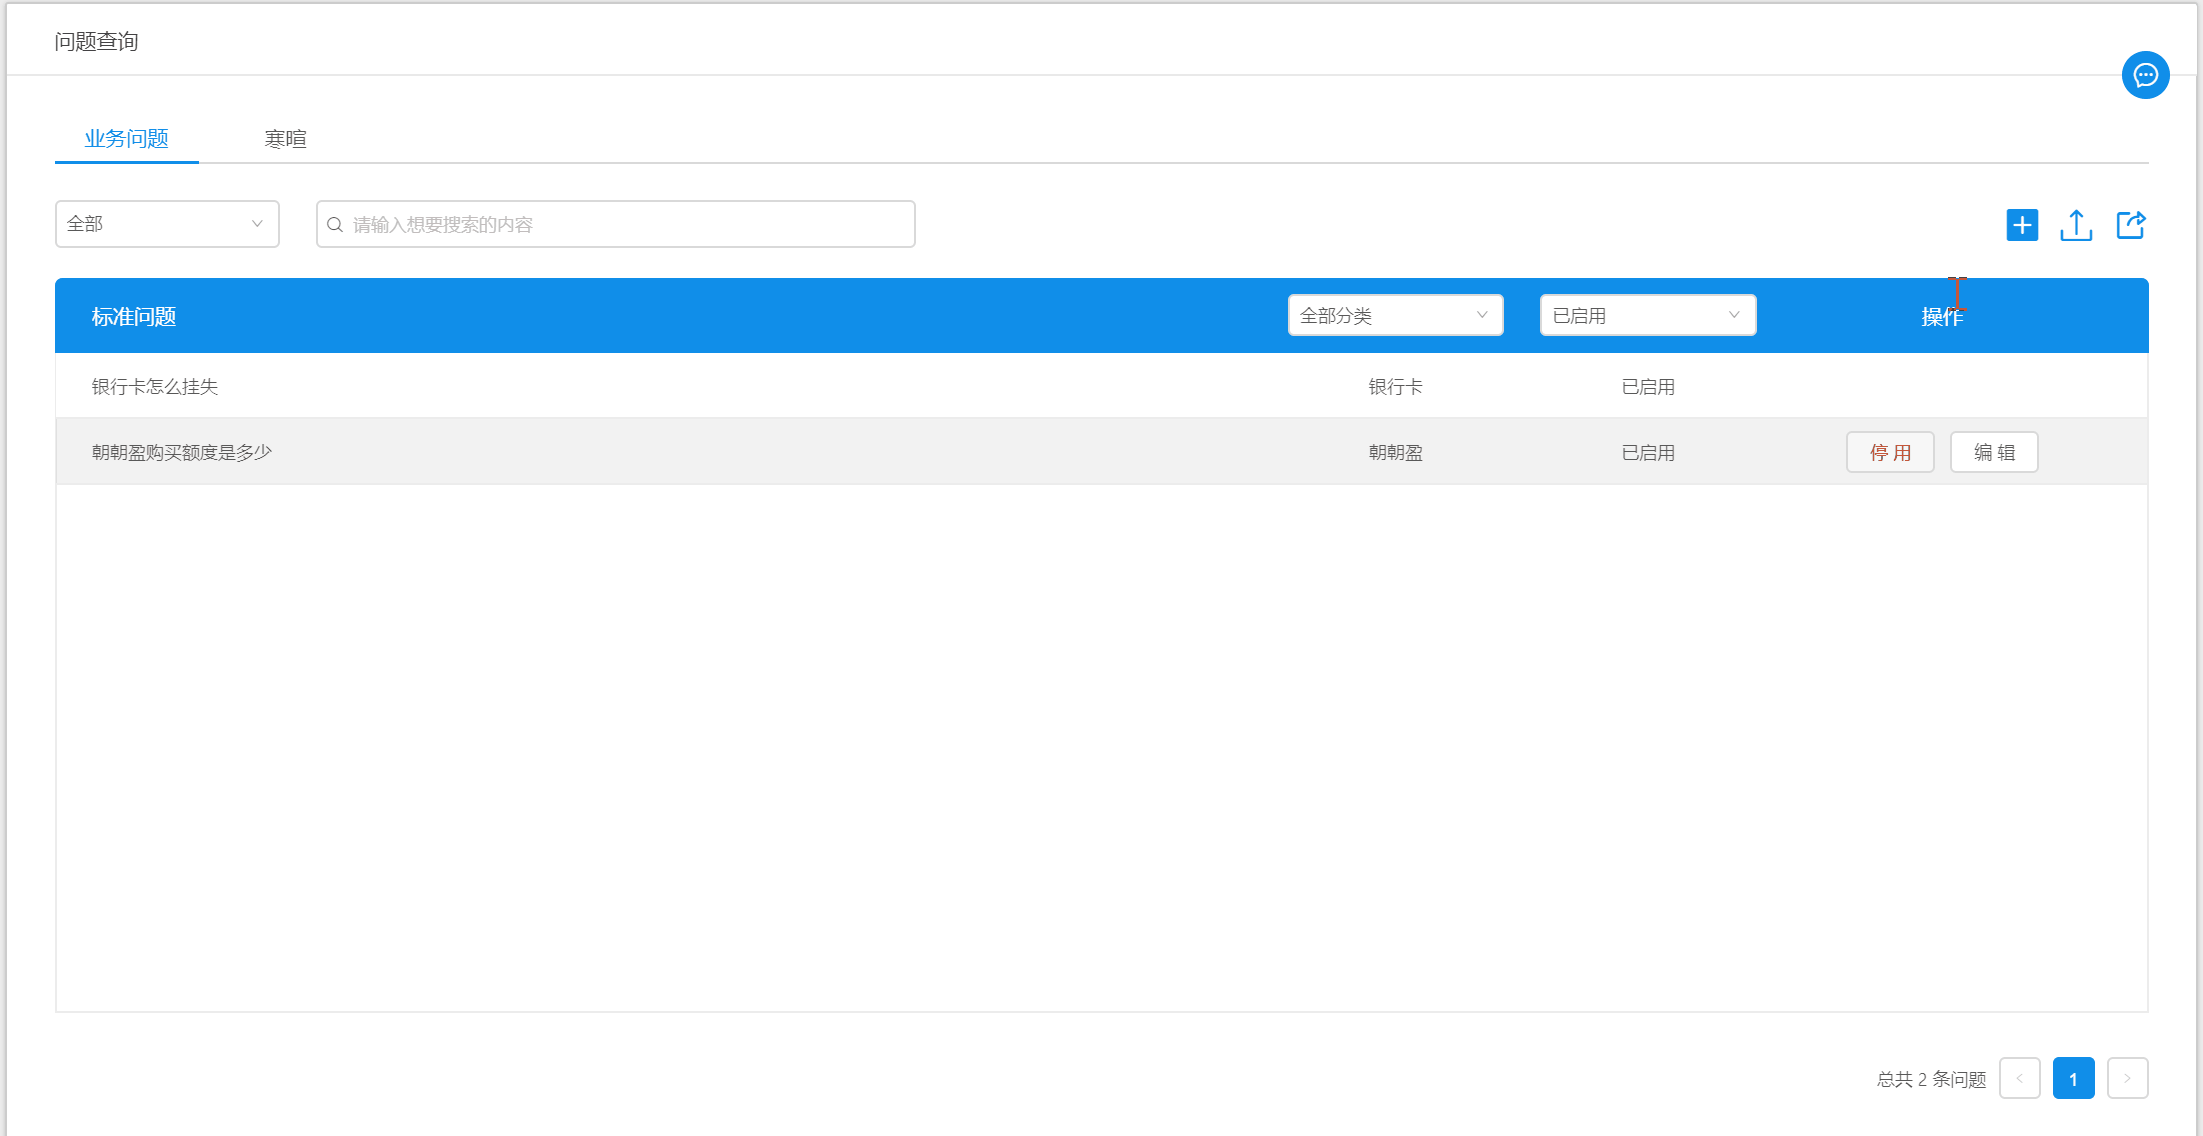 问题查询
业务问题 寒暄
全部 请输入想要搜索的内容
标准问题 全部分类 已启用 操作
银行卡怎么挂失 银行卡 已启用
朝朝盈购买额度是多少 朝朝盈 已启用 停用 编辑
总共 2 条问题 1